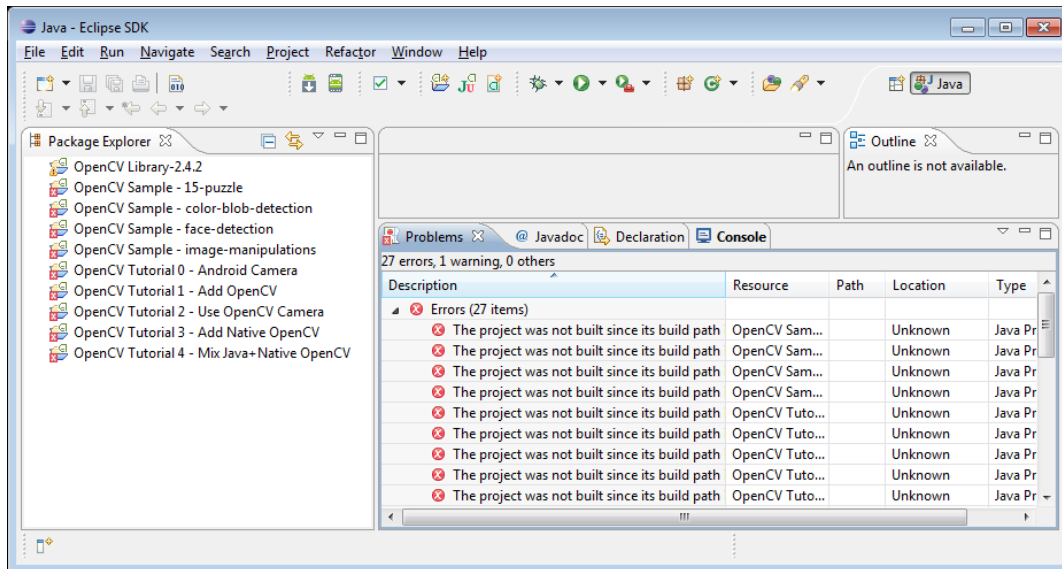 Java - Eclipse SDK
File Edit Run Navigate Search Project Refactor Window Help
Java
Package Explorer
OpenCV Library-2.4.2
OpenCV Sample - 15-puzzle
OpenCV Sample - color-blob-detection
OpenCV Sample - face-detection
OpenCV Sample - image-manipulations
OpenCV Tutorial 0 - Android Camera
OpenCV Tutorial 1 - Add OpenCV
OpenCV Tutorial 2 - Use OpenCV Camera
OpenCV Tutorial 3 - Add Native OpenCV
OpenCV Tutorial 4 - Mix Java+Native OpenCV
Outline
An outline is not available.
Problems @ Javadoc Declaration Console
27 errors, 1 warning, 0 others
Description Resource Path Location Type
Errors (27 items)
The project was not built since its build path OpenCV Sam... Unknown Java Pr
The project was not built since its build path OpenCV Sam... Unknown Java Pr
The project was not built since its build path OpenCV Sam... Unknown Java Pr
The project was not built since its build path OpenCV Sam... Unknown Java Pr
The project was not built since its build path OpenCV Tuto... Unknown Java Pr
The project was not built since its build path OpenCV Tuto... Unknown Java Pr
The project was not built since its build path OpenCV Tuto... Unknown Java Pr
The project was not built since its build path OpenCV Tuto... Unknown Java Pr
The project was not built since its build path OpenCV Tuto... Unknown Java Pr